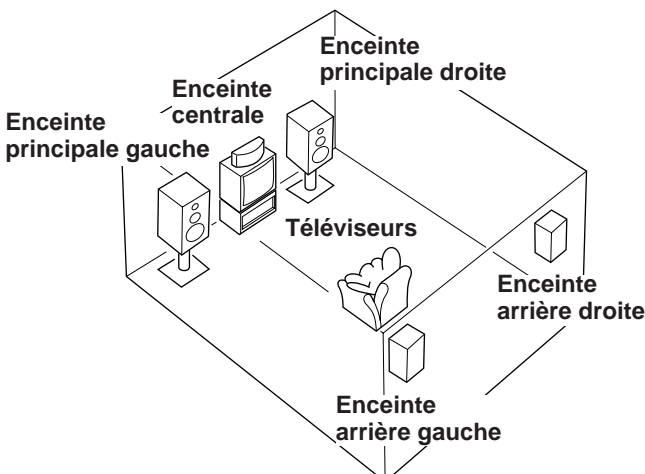 Enceinte
principale droite
Enceinte
centrale
Enceinte
principale gauche
Téléviseurs
Enceinte
arrière droite
Enceinte
arrière gauche